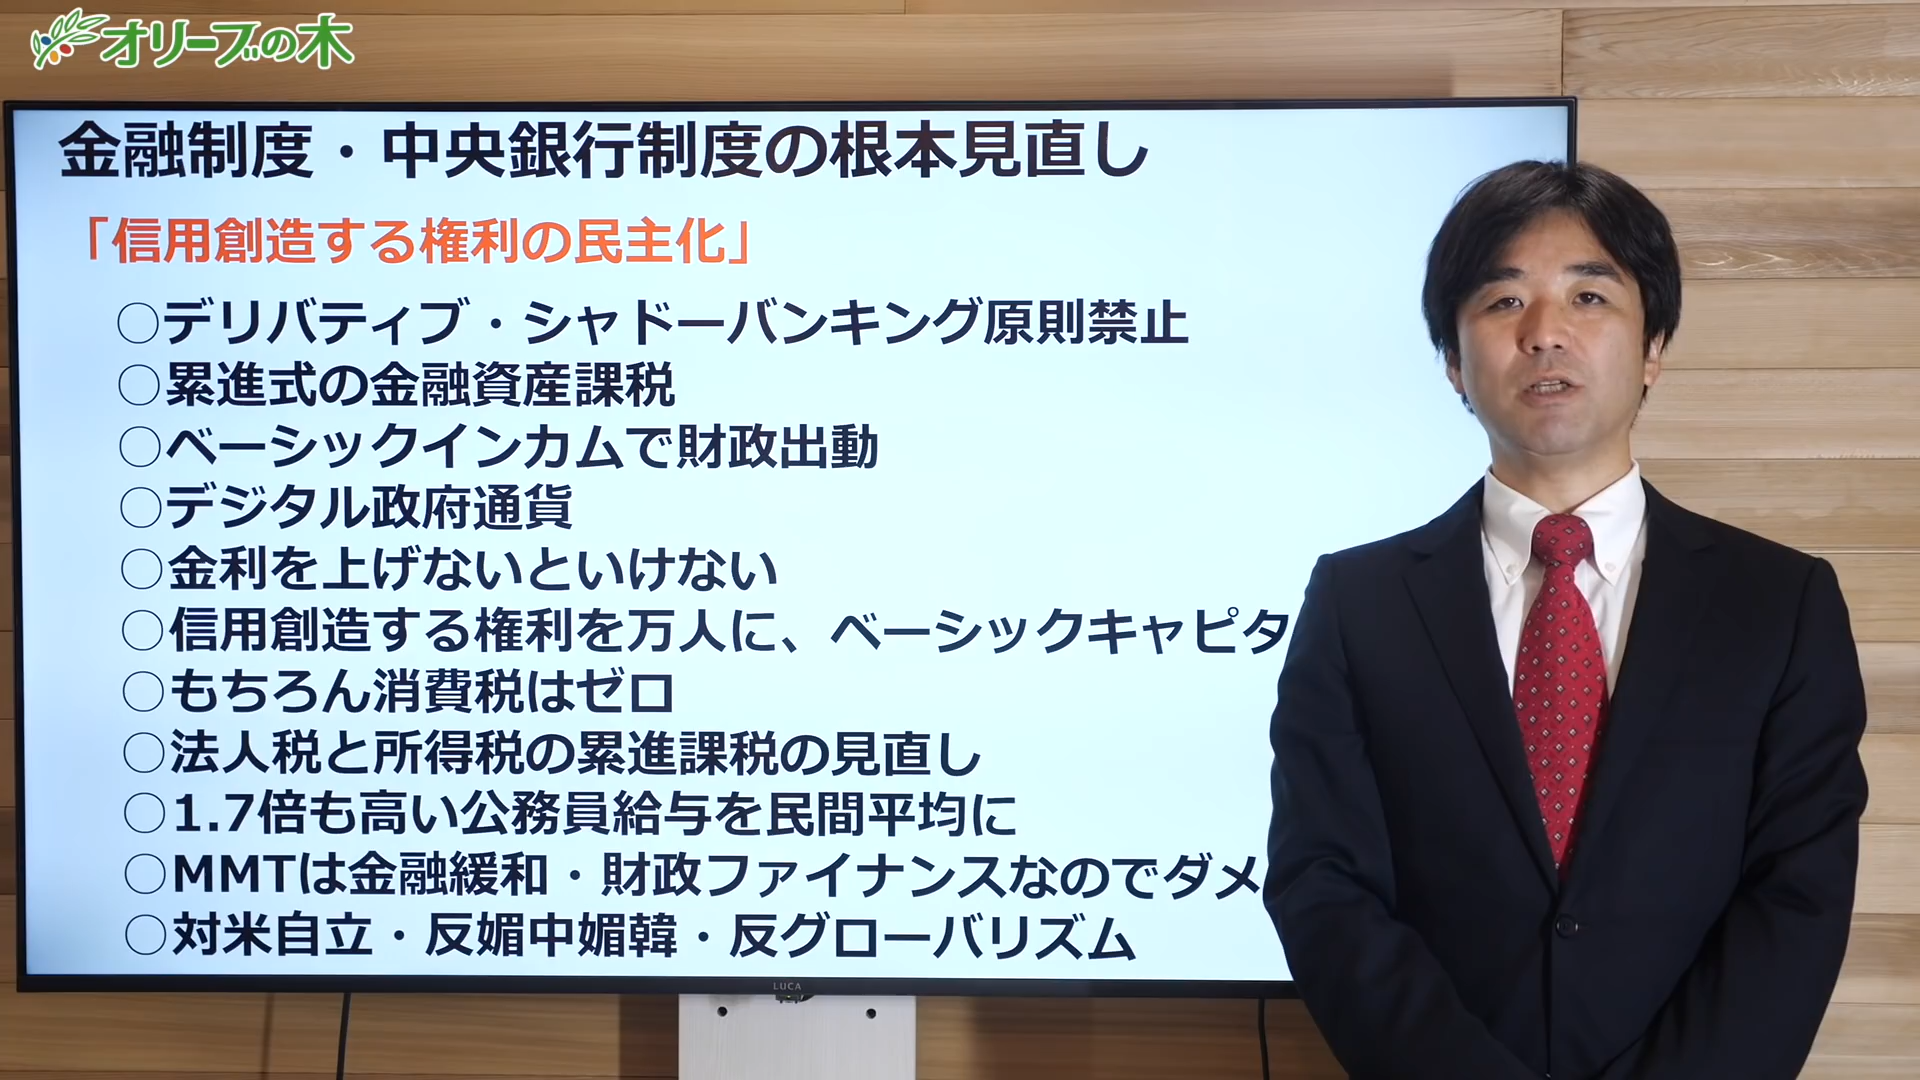 オリーブの木
金融制度・中央銀行制度の根本見直し
「信用創造する権利の民主化」
○デリバティブ・シャドーバンキング原則禁止
○累進式の金融資産課税
○ベーシックインカムで財政出動
○デジタル政府通貨
○金利を上げないといけない
○信用創造する権利を万人に、ベーシックキャピタ
○もちろん消費税はゼロ
○法人税と所得税の累進課税の見直し
○1.7倍も高い公務員給与を民間平均に
○MMTは金融緩和・財政ファイナンスなのでダメ
○対米自立・反媚中媚韓・反グローバリズム
LUCA